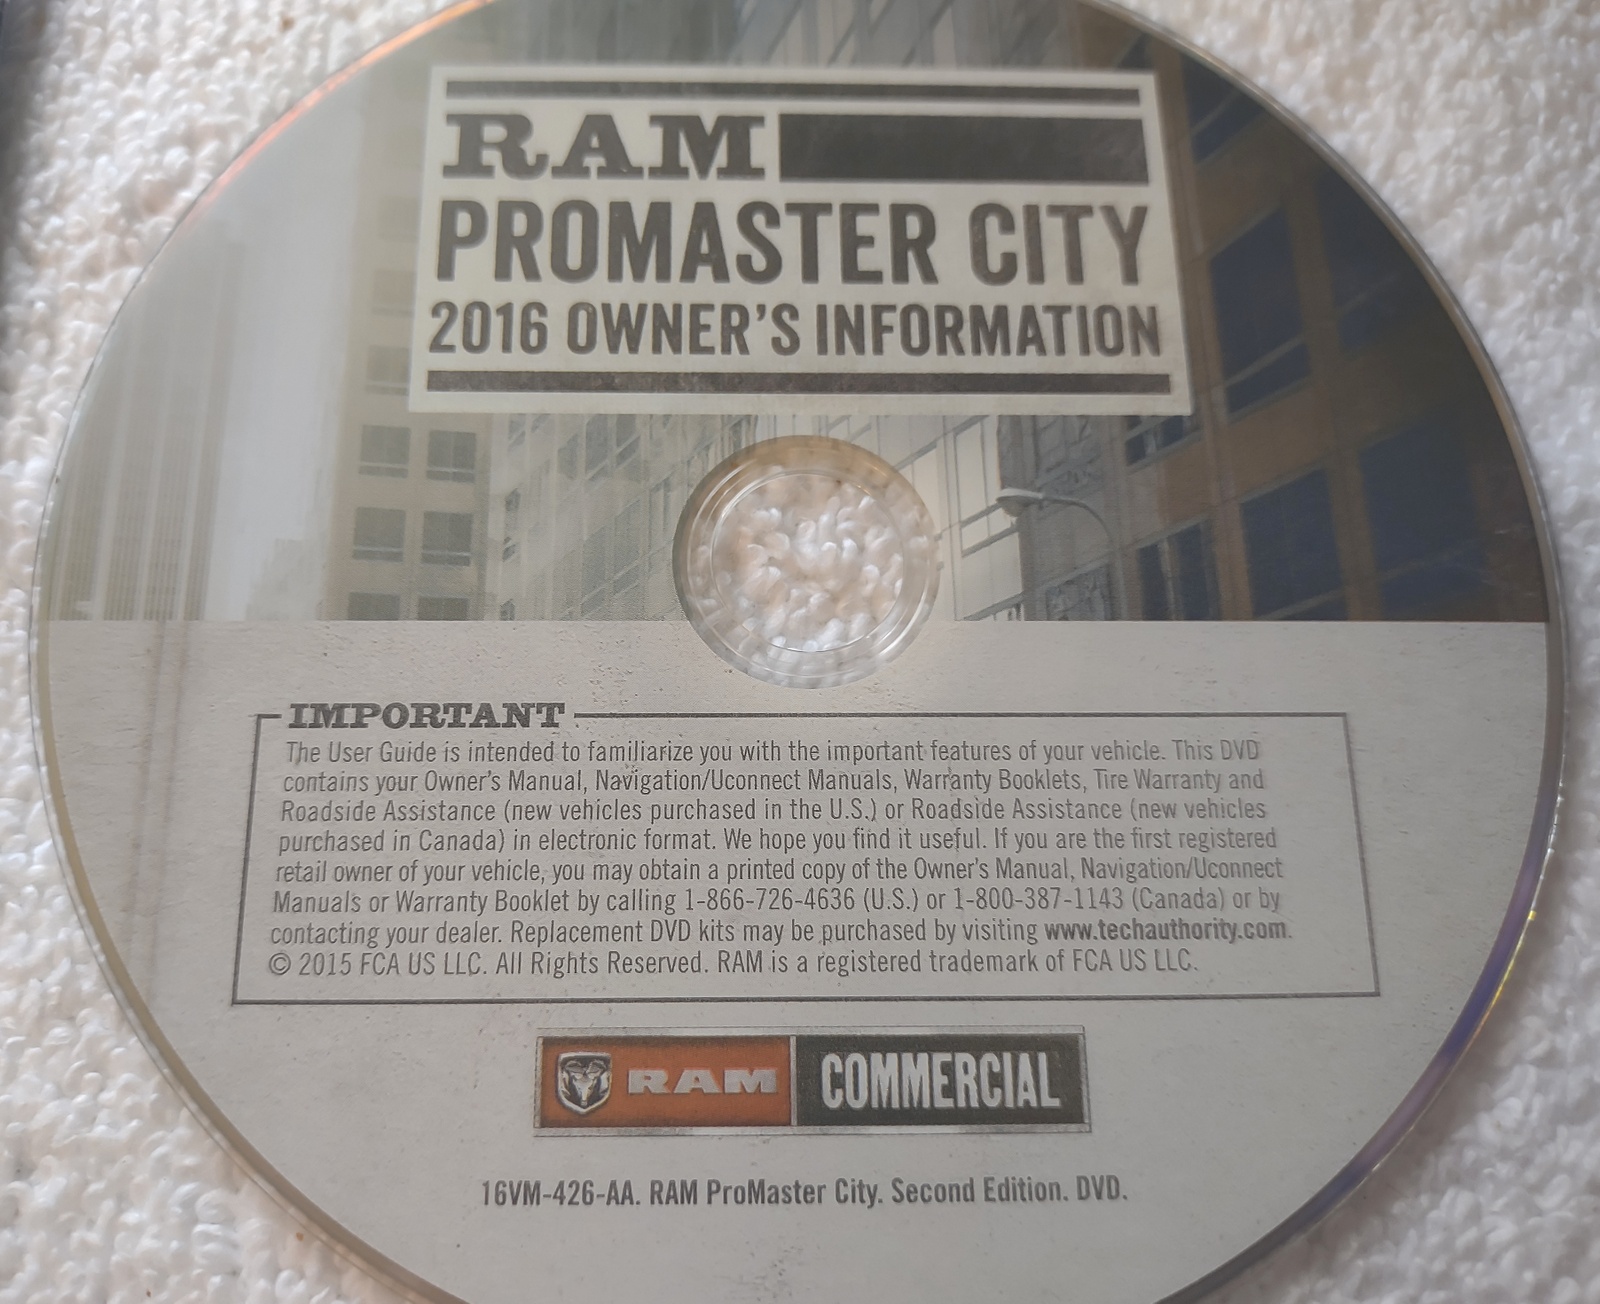 RAM
PROMASTER CITY
2016 OWNER'S INFORMATION
IMPORTANT
The User Guide is intended to familiarize you with the important features of your vehicle. This DVD
contains your Owner's Manual, Navigation/Uconnect Manuals, Warranty Booklets, Tire Warranty and
Roadside Assistance (new vehicles purchased in the U.S.) or Roadside Assistance (new vehicles
purchased in Canada) in electronic format. We hope you find it useful. If you are the first registered
retail owner of your vehicle, you may obtain a printed copy of the Owner's Manual, Navigation/Uconnect
Manuals or Warranty Booklet by calling 1-866-726-4636 (U.S.) or 1-800-387-1143 (Canada) or by
contacting your dealer. Replacement DVD kits may be purchased by visiting www.techauthority.com.
© 2015 FCA US LLC. All Rights Reserved. RAM is a registered trademark of FCA US LLC.
RAM COMMERCIAL
16VM-426-AA. RAM ProMaster City. Second Edition. DVD.